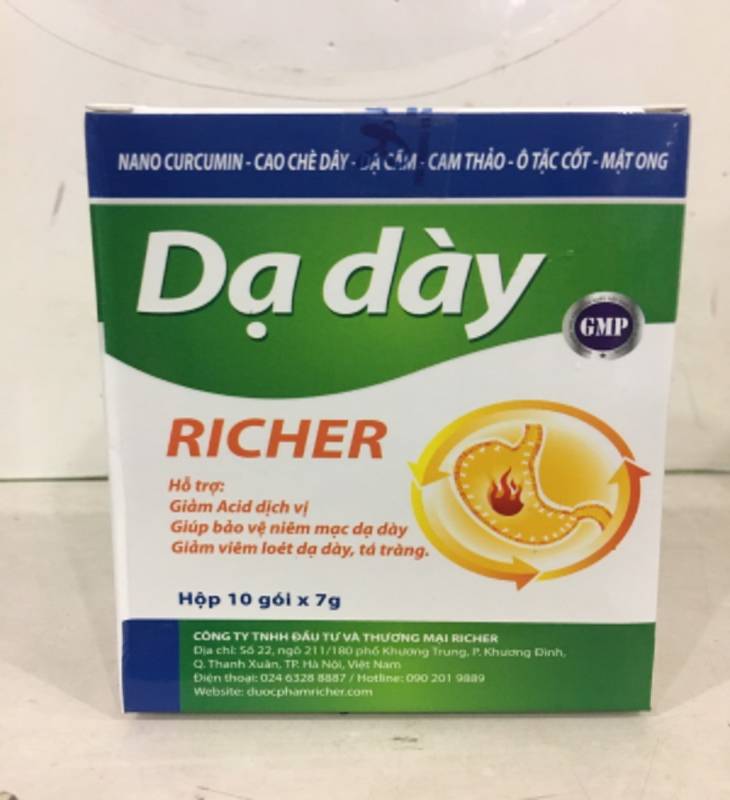 NANO CURCUMIN - CAO CHÈ DÂY - DẠ CẨM - CAM THẢO - Ô TẶC CỐT - MẬT ONG
Dạ dày
GMP
RICHER
Hỗ trợ:
Giảm Acid dịch vị
Giúp bảo vệ niêm mạc dạ dày
Giảm viêm loét dạ dày, tá tràng.
Hộp 10 gói x 7g
CÔNG TY TNHH ĐẦU TƯ VÀ THƯƠNG MẠI RICHER
Địa chỉ: Số 22, ngõ 211/180 phố Khương Trung, P. Khương Đình,
Q. Thanh Xuân, TP. Hà Nội, Việt Nam
Điện thoại: 024 6328 8887 / Hotline: 090 201 9889
Website: duocphamricher.com